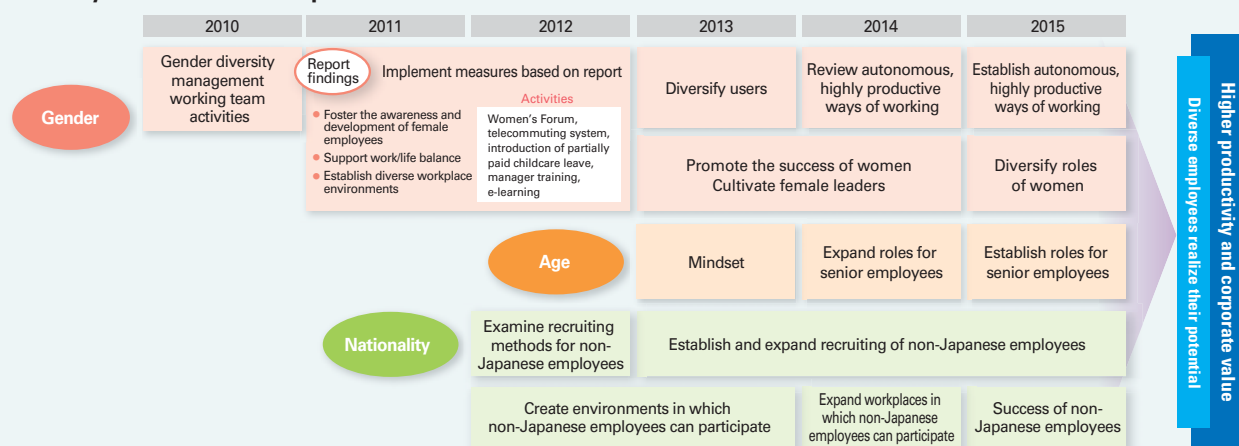 2010
2011
2012
2013
2014
2015
Gender
Gender diversity
management
working team
activities
Report
findings
Implement measures based on report
● Foster the awareness and
development of female
employees
● Support work/life balance
● Establish diverse workplace
environments
Activities
Women's Forum,
telecommuting system,
introduction of partially
paid childcare leave,
manager training,
e-learning
Diversify users
Review autonomous,
highly productive
ways of working
Establish autonomous,
highly productive
ways of working
Promote the success of women
Cultivate female leaders
Diversify roles
of women
Age
Mindset
Expand roles for
senior employees
Establish roles for
senior employees
Nationality
Examine recruiting
methods for non-
Japanese employees
Establish and expand recruiting of non-Japanese employees
Create environments in which
non-Japanese employees can participate
Expand workplaces in
which non-Japanese
employees can participate
Success of non-
Japanese employees
Diverse employees realize their potential
Higher productivity and corporate value